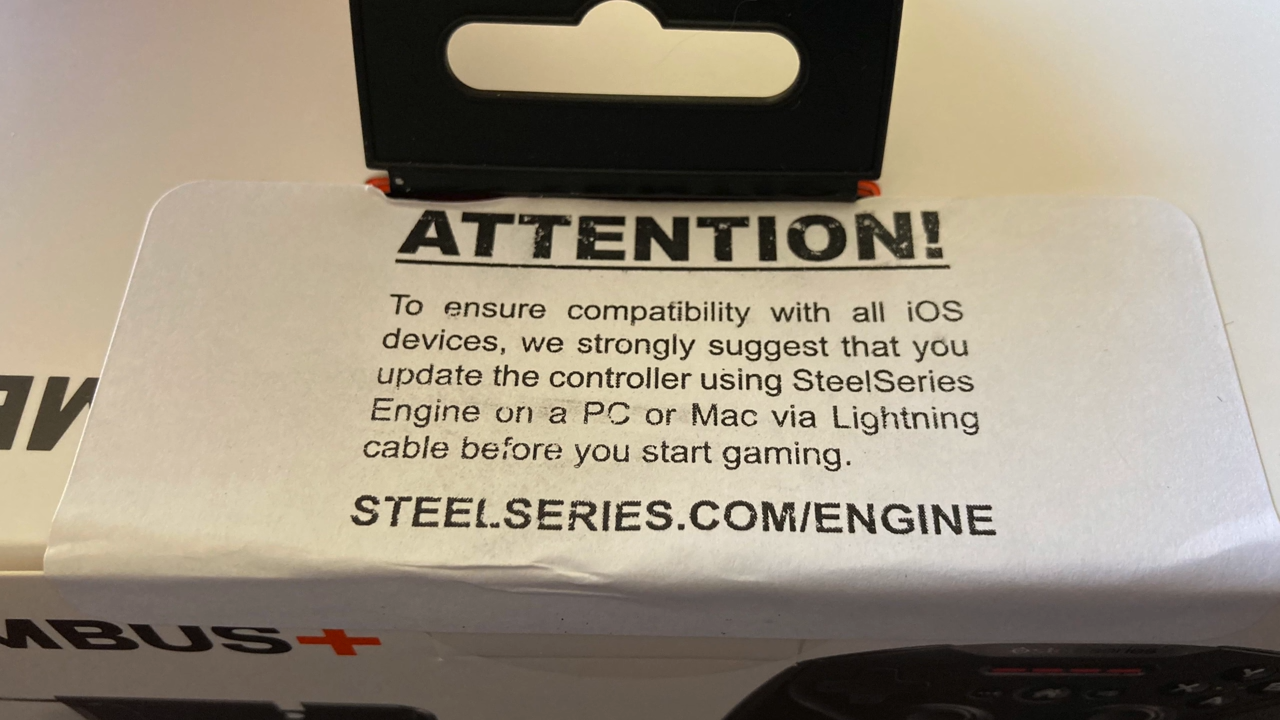 ATTENTION!
To ensure compatibility with all iOS
devices, we strongly suggest that you
update the controller using SteelSeries
Engine on a PC or Mac via Lightning
cable before you start gaming.
STEELSERIES.COM/ENGINE
MBUS+